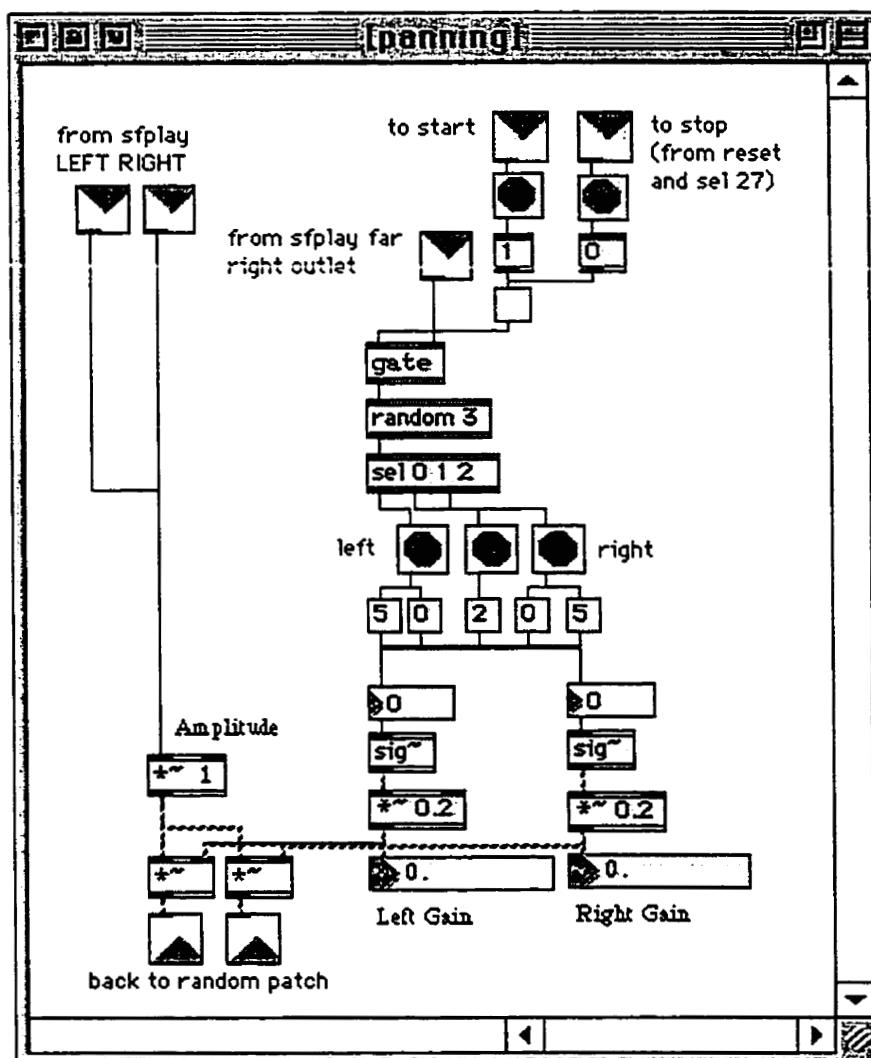 [panning]
from sfplay
LEFT RIGHT
to start
to stop
(from reset
and sel 27)
from sfplay far
right outlet
1
0
gate
random 3
sel 0 1 2
left
right
5
0
2
0
5
0
0
Amplitude
sig~
sig~
*~ 1
*~ 0.2
*~ 0.2
*~
*~
0.
0.
Left Gain
Right Gain
back to random patch